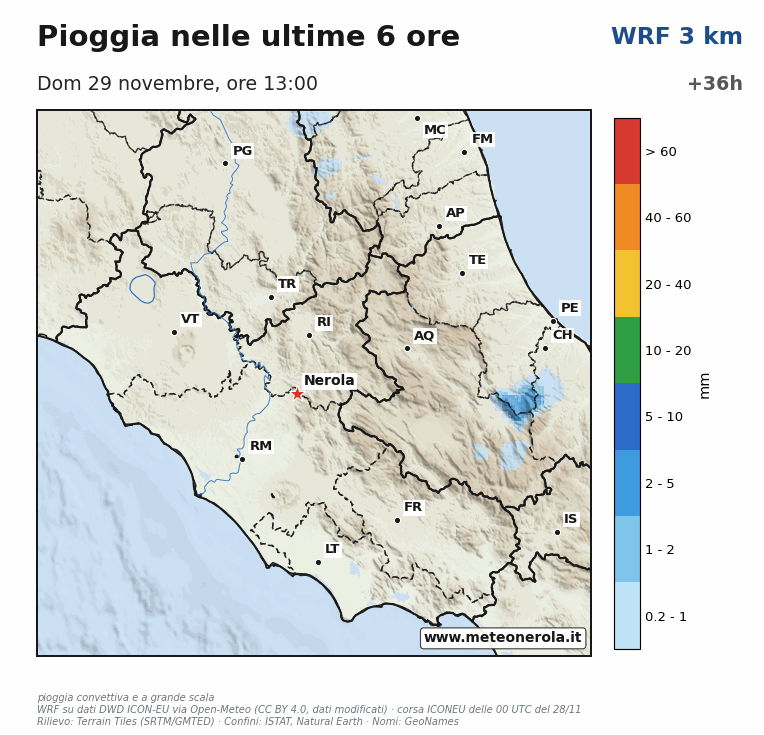 Pioggia nelle ultime 6 ore
WRF 3 km
Dom 29 novembre, ore 13:00
+36h
MC
FM
PG
AP
TE
TR
PE
VT
RI
AQ
CH
Nerola
RM
FR
IS
LT
www.meteonerola.it
> 60
40 - 60
20 - 40
10 - 20
5 - 10
2 - 5
1 - 2
0.2 - 1
mm
pioggia convettiva e a grande scala
WRF su dati DWD ICON-EU via Open-Meteo (CC BY 4.0, dati modificati) · corsa ICONEU delle 00 UTC del 28/11
Rilievo: Terrain Tiles (SRTM/GMTED) · Confini: ISTAT, Natural Earth · Nomi: GeoNames